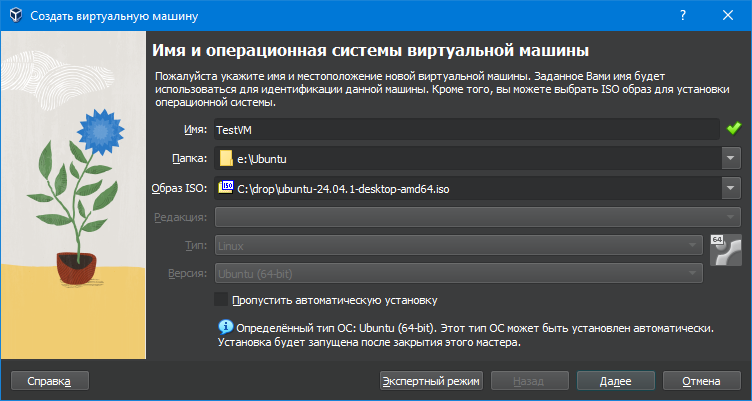 Создать виртуальную машину
Имя и операционная системы виртуальной машины
Пожалуйста укажите имя и местоположение новой виртуальной машины. Заданное Вами имя будет
использоваться для идентификации данной машины. Кроме того, вы можете выбрать ISO образ для установки
операционной системы.
Имя: TestVM
Папка: e:\Ubuntu
Образ ISO: ISO C:\drop\ubuntu-24.04.1-desktop-amd64.iso
Редакция:
Тип: Linux 64
Версия: Ubuntu (64-bit)
Пропустить автоматическую установку
Определённый тип ОС: Ubuntu (64-bit). Этот тип ОС может быть установлен автоматически.
Установка будет запущена после закрытия этого мастера.
Справка Экспертный режим Назад Далее Отмена